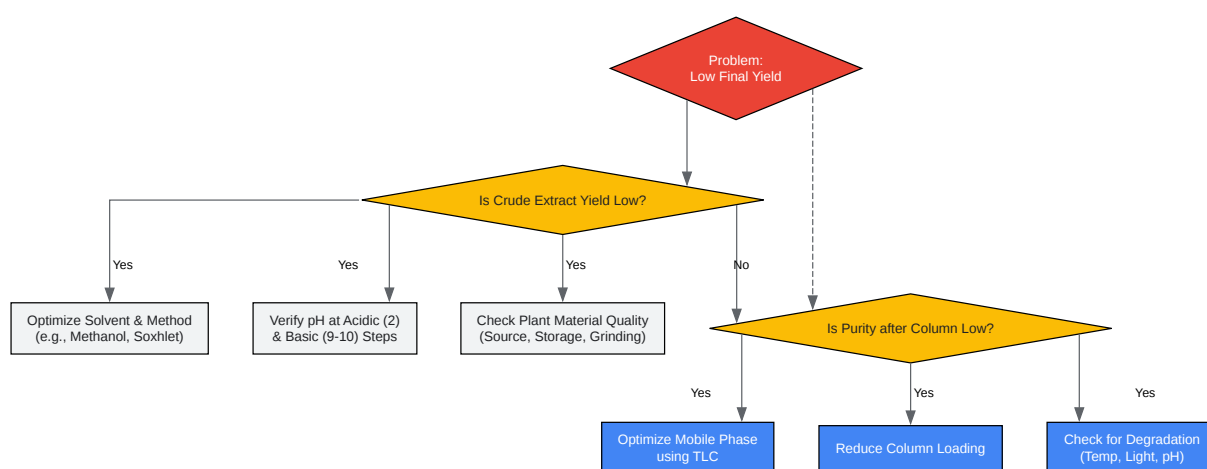 Problem:
Low Final Yield
Is Crude Extract Yield Low?
Yes
Yes
Yes
No
Optimize Solvent & Method
(e.g., Methanol, Soxhlet)
Verify pH at Acidic (2)
& Basic (9-10) Steps
Check Plant Material Quality
(Source, Storage, Grinding)
Is Purity after Column Low?
Yes
Yes
Yes
Optimize Mobile Phase
using TLC
Reduce Column Loading
Check for Degradation
(Temp, Light, pH)